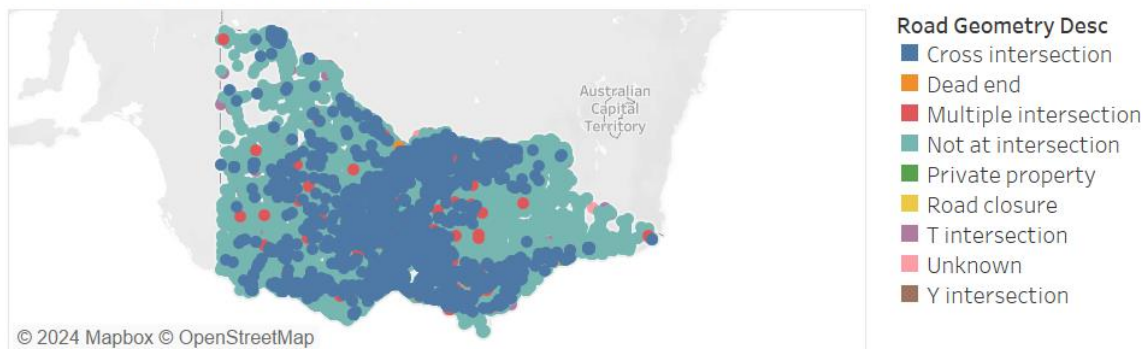 Australian
Capital
Territory
© 2024 Mapbox © OpenStreetMap
Road Geometry Desc
Cross intersection
Dead end
Multiple intersection
Not at intersection
Private property
Road closure
T intersection
Unknown
Y intersection